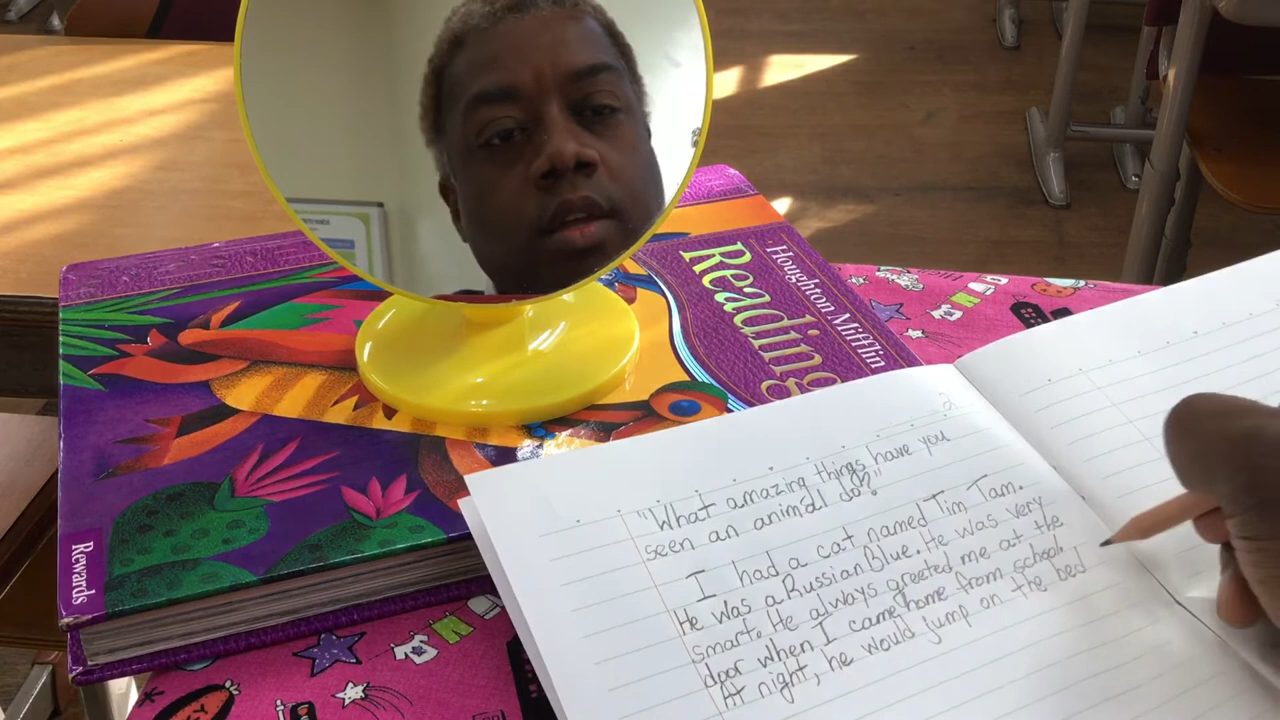 Houghton Mifflin
Reading
Rewards
2
"What amazing things have you
seen an animal do?"
I had a cat named Tim Tam.
He was a Russian Blue. He was very
smart. He always greeted me at the
door when I came home from school.
At night, he would jump on the bed